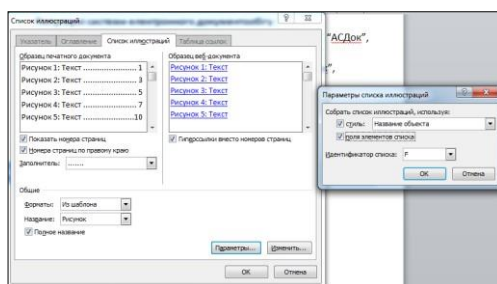 Список иллюстраций
Указатель Оглавление Список иллюстраций Таблица ссылок
Образец печатного документа
Рисунок 1: Текст 1
Рисунок 2: Текст 3
Рисунок 3: Текст 5
Рисунок 4: Текст 7
Рисунок 5: Текст 10
Образец веб-документа
Рисунок 1: Текст
Рисунок 2: Текст
Рисунок 3: Текст
Рисунок 4: Текст
Рисунок 5: Текст
Показать номера страниц
Номера страниц по правому краю
Заполнитель: .......
Гиперссылки вместо номеров страниц
Общие
Форматы: Из шаблона
Название: Рисунок
Полное название
Параметры... Изменить...
ОК Отмена
"АСДок",
Параметры списка иллюстраций
Собрать список иллюстраций, используя:
стиль: Название объекта
поля элементов списка
Идентификатор списка: F
ОК Отмена